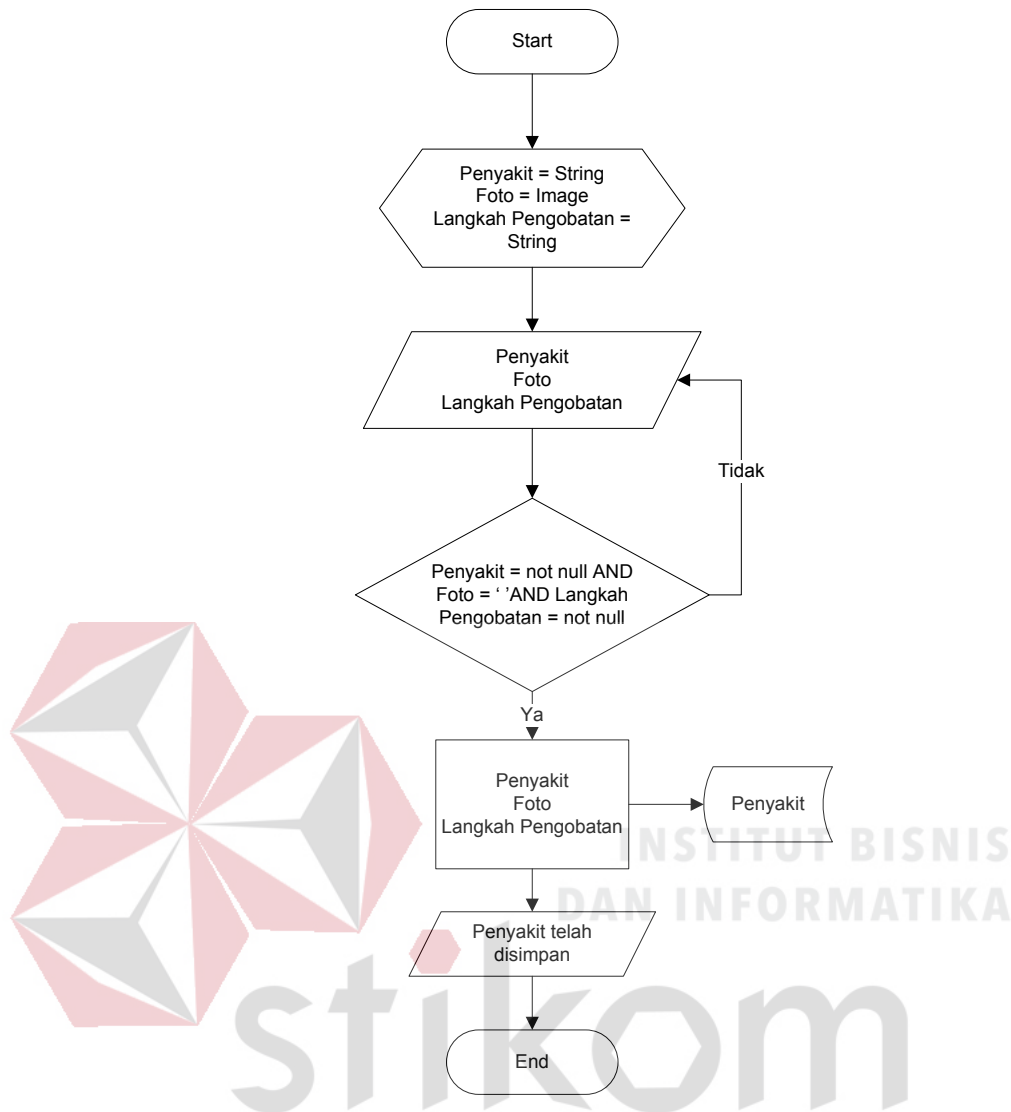 Start
Penyakit = String
Foto = Image
Langkah Pengobatan =
String
Penyakit
Foto
Langkah Pengobatan
Tidak
Penyakit = not null AND
Foto = ‘ ’AND Langkah
Pengobatan = not null
Ya
Penyakit
Foto
Langkah Pengobatan
Penyakit
INSTITUT BISNIS
DAN INFORMATIKA
Penyakit telah
disimpan
stikom
End